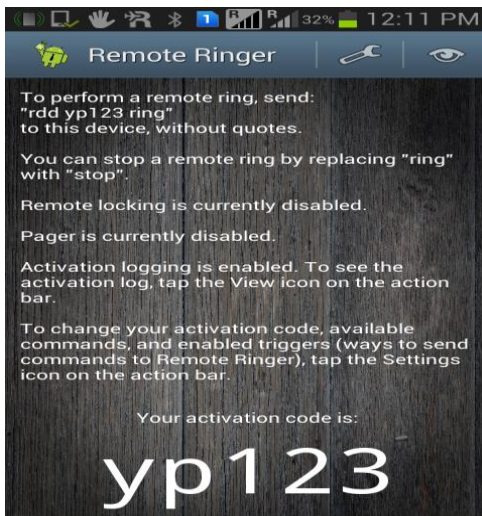 R R 32% 12:11 PM
1
Remote Ringer
To perform a remote ring, send:
"rdd yp123 ring"
to this device, without quotes.
You can stop a remote ring by replacing "ring"
with "stop".
Remote locking is currently disabled.
Pager is currently disabled.
Activation logging is enabled. To see the
activation log, tap the View icon on the action
bar.
To change your activation code, available
commands, and enabled triggers (ways to send
commands to Remote Ringer), tap the Settings
icon on the action bar.
Your activation code is:
yp123